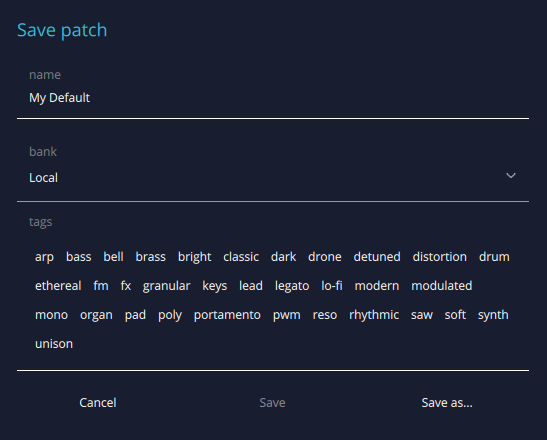 Save patch
name
My Default
bank
Local
tags
arp bass bell brass bright classic dark drone detuned distortion drum
ethereal fm fx granular keys lead legato lo-fi modern modulated
mono organ pad poly portamento pwm reso rhythmic saw soft synth
unison
Cancel Save Save as...